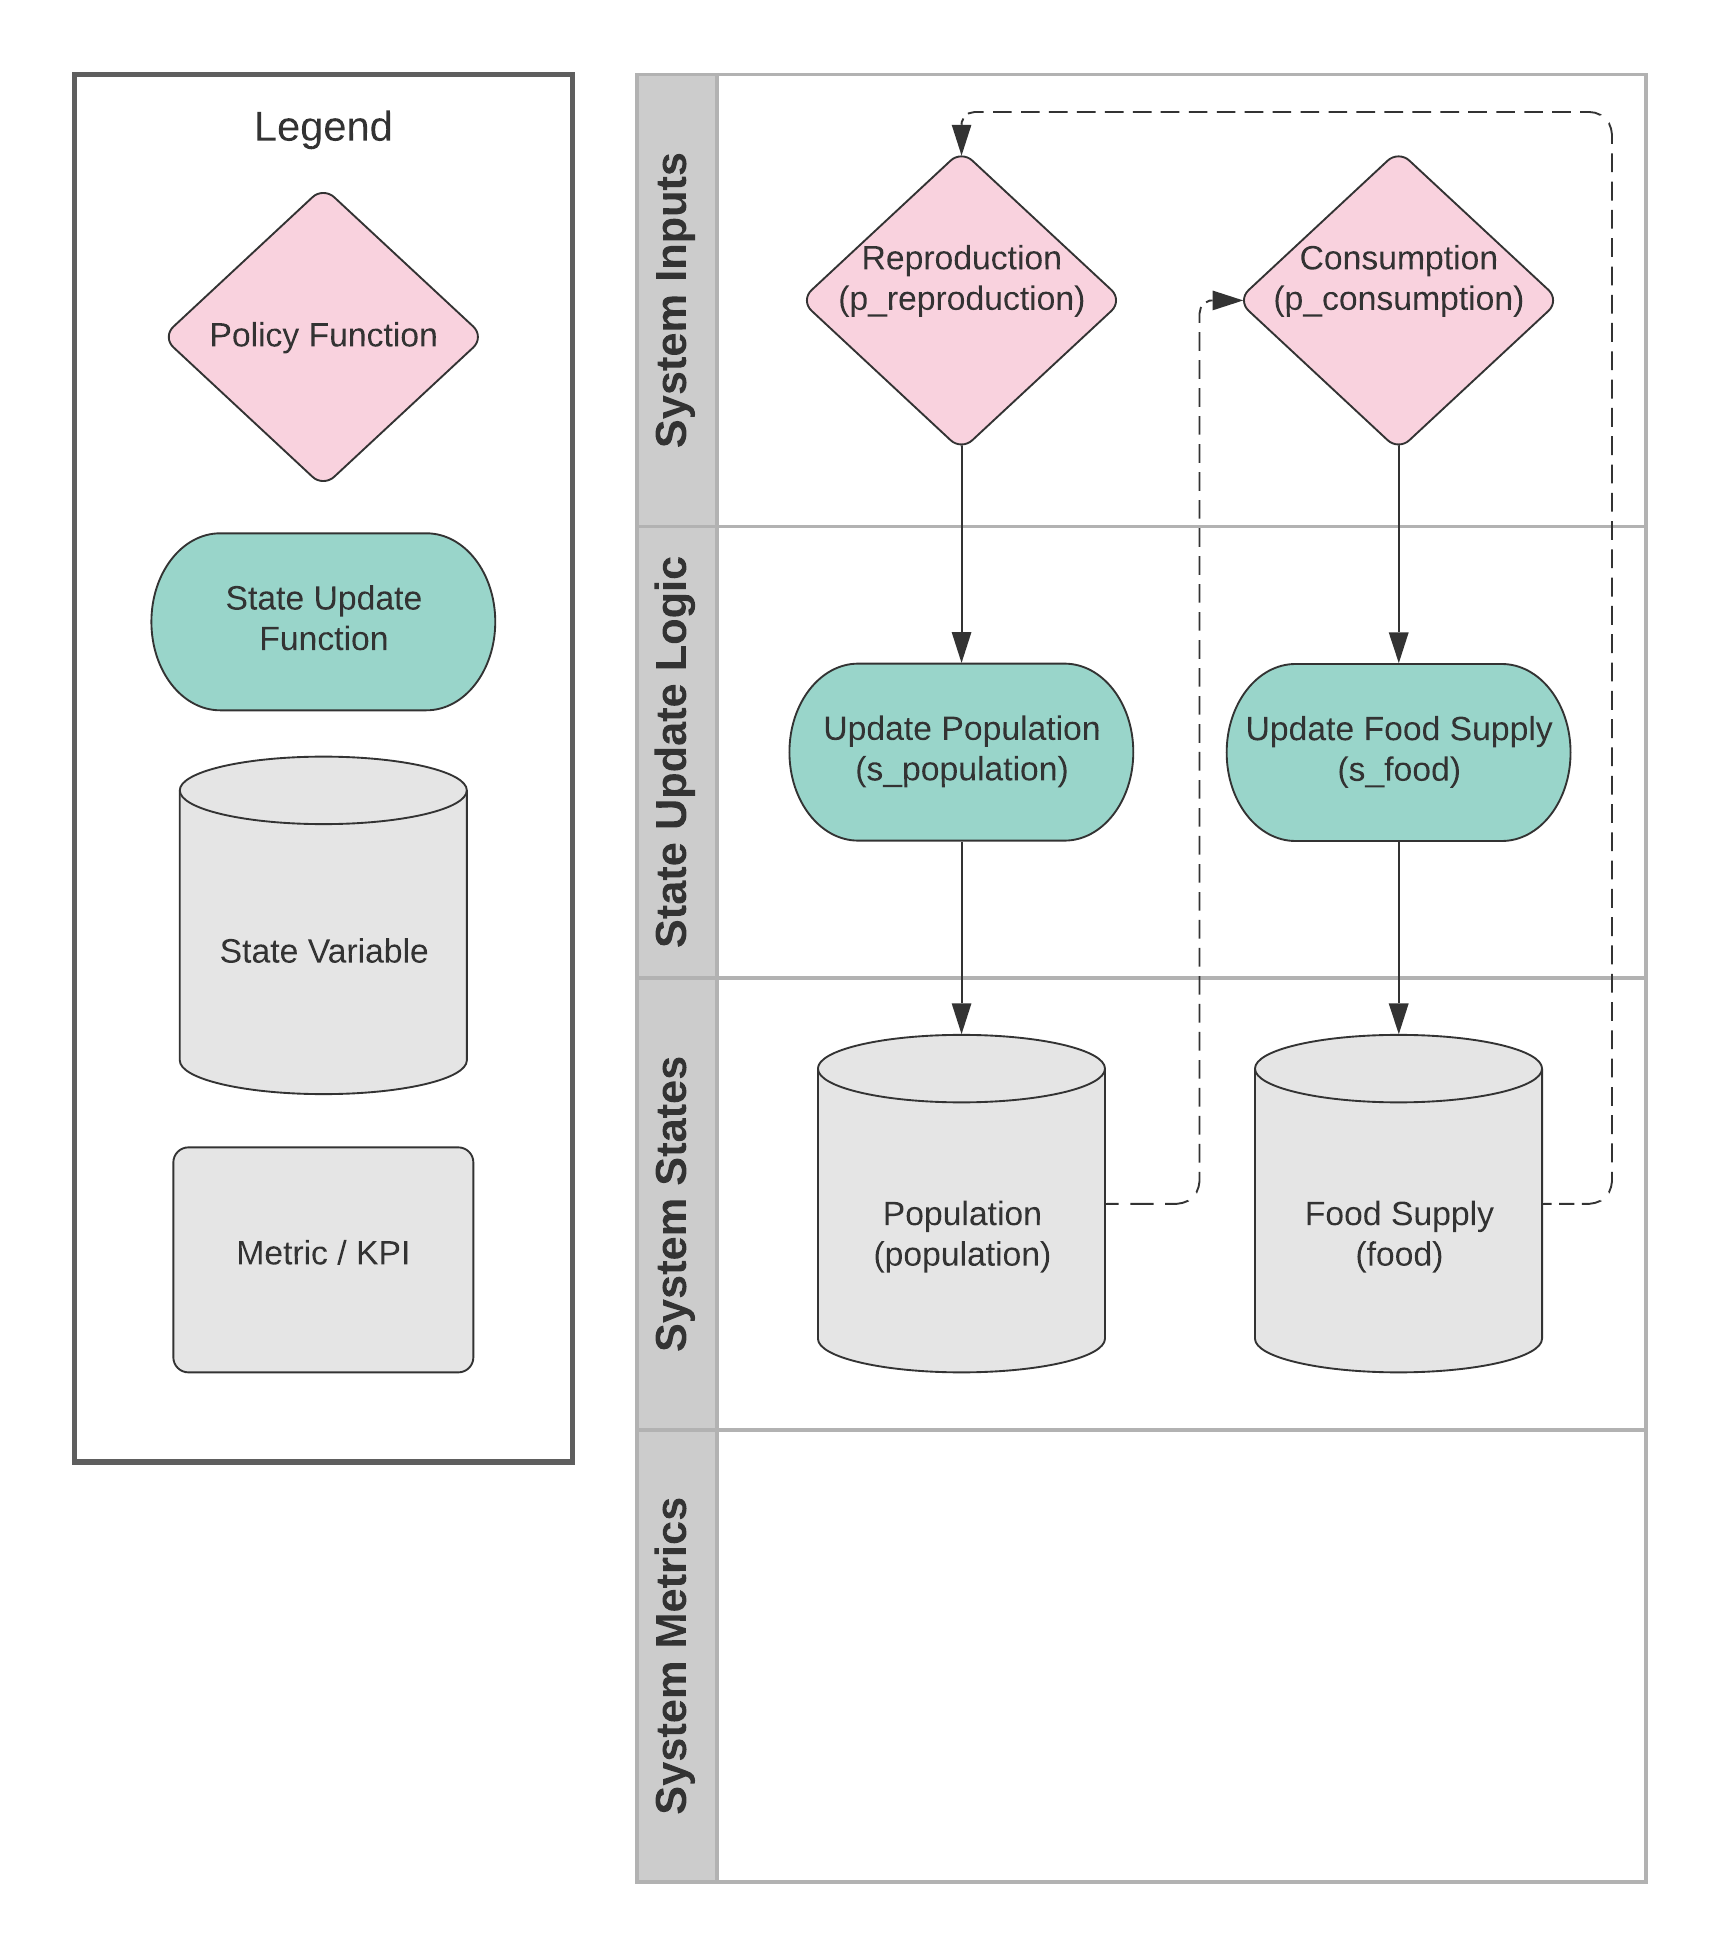 Legend
Policy Function
State Update
Function
State Variable
Metric / KPI
System Inputs
Reproduction
(p_reproduction)
Consumption
(p_consumption)
State Update Logic
Update Population
(s_population)
Update Food Supply
(s_food)
System States
Population
(population)
Food Supply
(food)
System Metrics